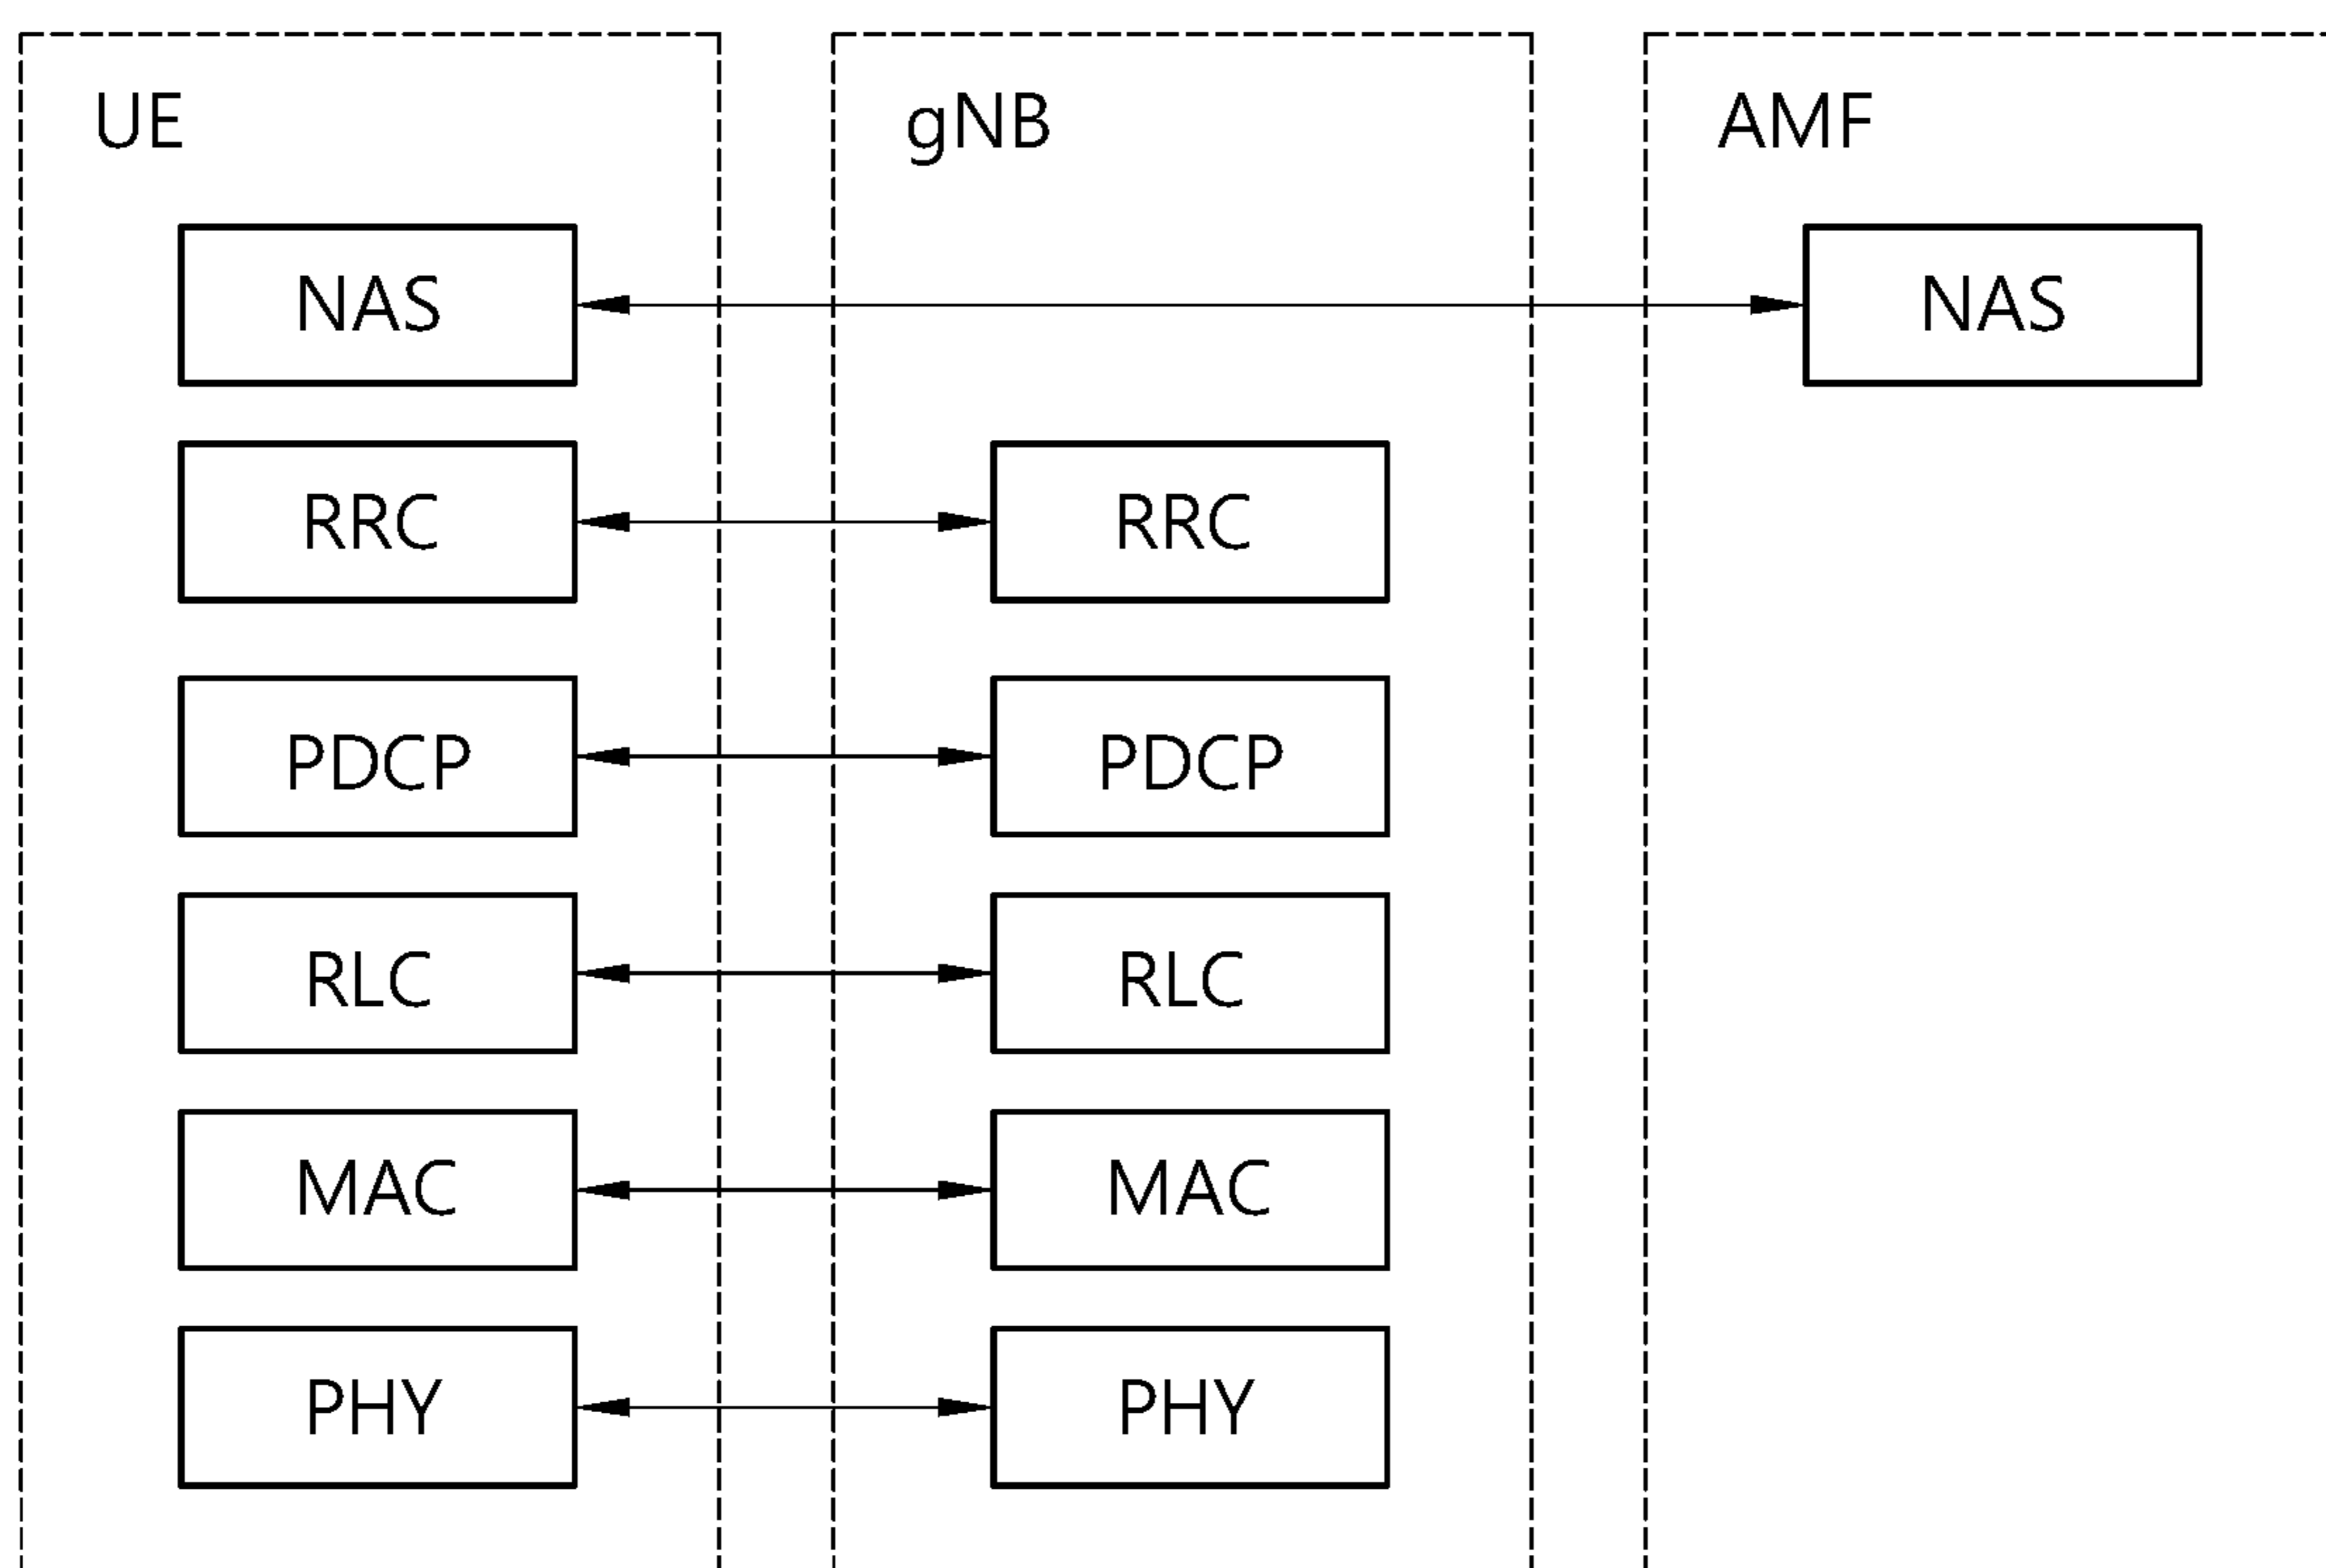 UE gNB AMF
NAS NAS
RRC RRC
PDCP PDCP
RLC RLC
MAC MAC
PHY PHY